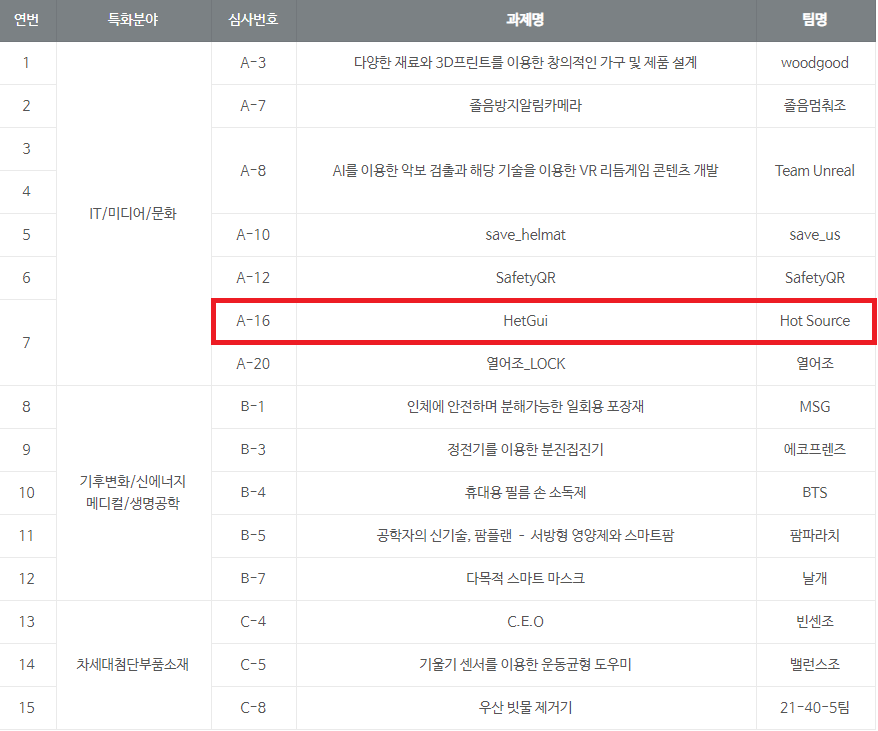 연번 특화분야 심사번호 과제명 팀명
1 A-3 다양한 재료와 3D프린트를 이용한 창의적인 가구 및 제품 설계 woodgood
2 A-7 졸음방지알림카메라 졸음멈춰조
3
A-8 AI를 이용한 악보 검출과 해당 기술을 이용한 VR 리듬게임 콘텐츠 개발 Team Unreal
4
IT/미디어/문화
5 A-10 save_helmat save_us
6 A-12 SafetyQR SafetyQR
A-16 HetGui Hot Source
7
A-20 열어조_LOCK 열어조
8 B-1 인체에 안전하며 분해가능한 일회용 포장재 MSG
9 B-3 정전기를 이용한 분진집진기 에코프렌즈
기후변화/신에너지
10 B-4 휴대용 필름 손 소독제 BTS
메디컬/생명공학
11 B-5 공학자의 신기술, 팜플랜 - 서방형 영양제와 스마트팜 팜파라치
12 B-7 다목적 스마트 마스크 날개
13 C-4 C.E.O 빈센조
14 차세대첨단부품소재 C-5 기울기 센서를 이용한 운동균형 도우미 밸런스조
15 C-8 우산 빗물 제거기 21-40-5팀